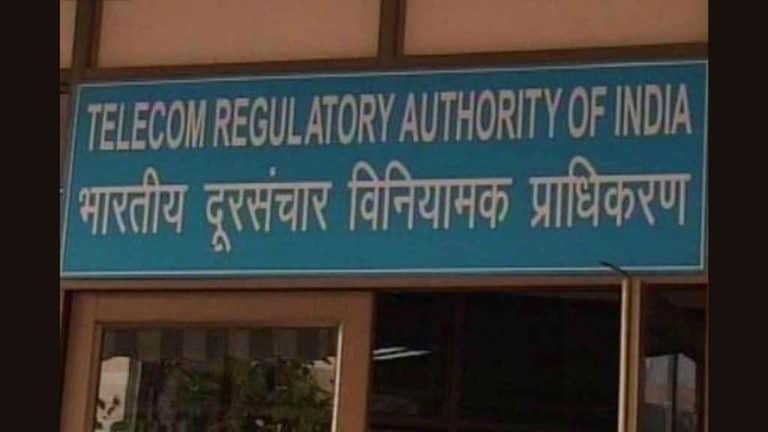 TELECOM REGULATORY AUTHORITY OF INDIA
भारतीय दूरसंचार विनियामक प्राधिकरण